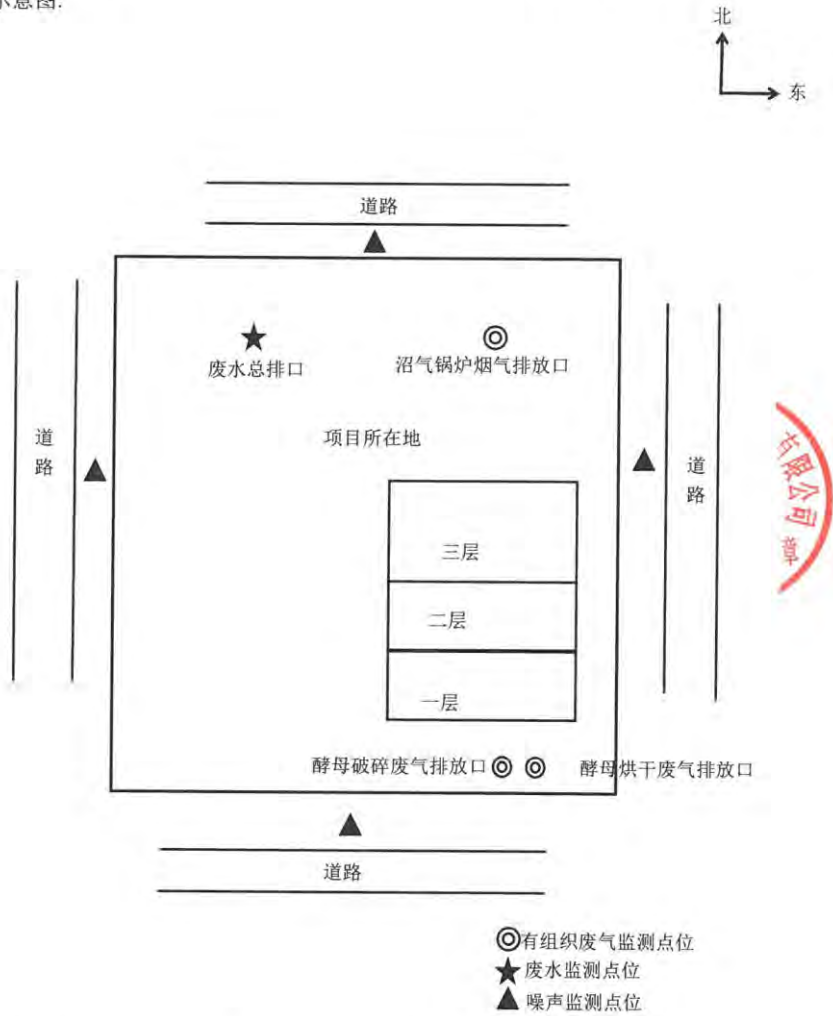 示意图:
北
东
道路
废水总排口
沼气锅炉烟气排放口
项目所在地
道路
道路
有限公司
章
三层
二层
一层
酵母破碎废气排放口
酵母烘干废气排放口
道路
有组织废气监测点位
废水监测点位
噪声监测点位